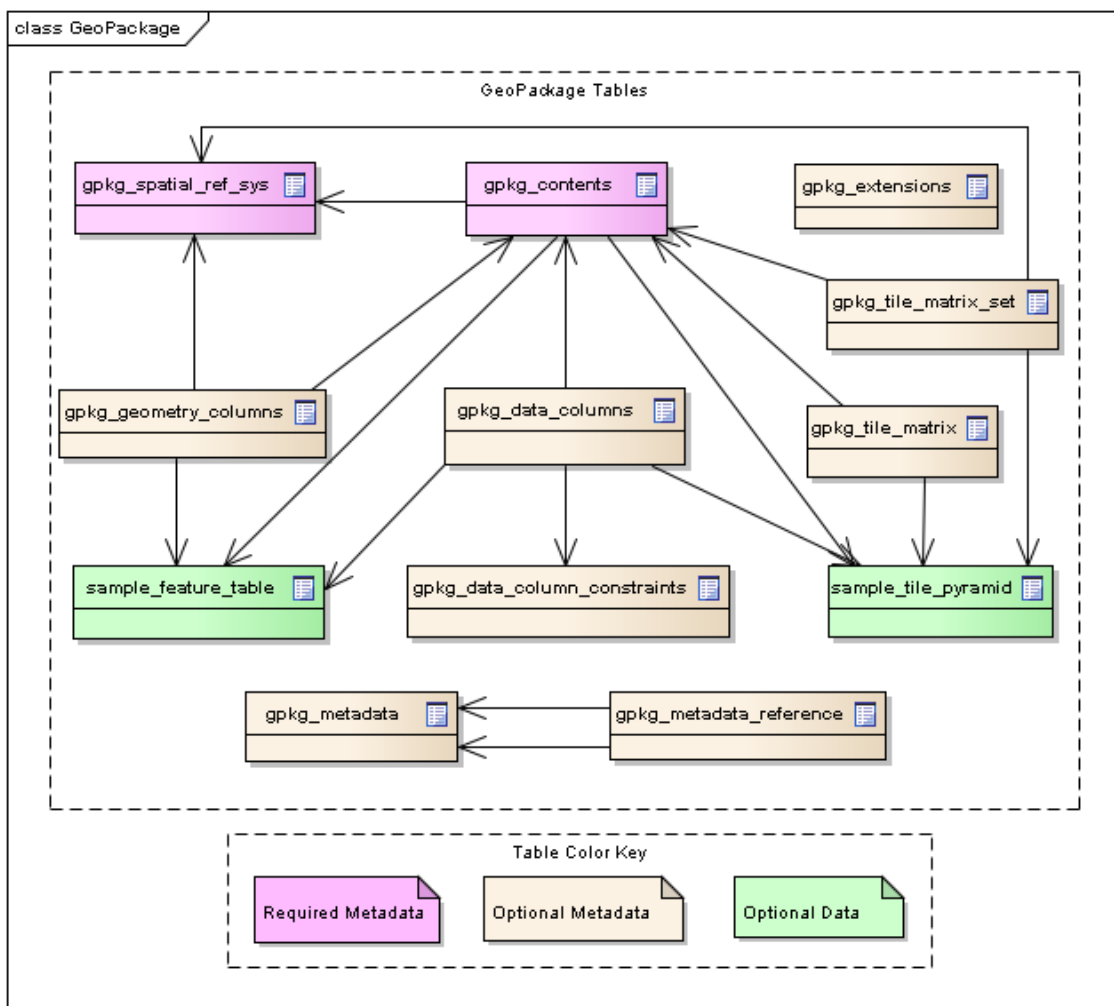 class GeoPackage
GeoPackage Tables
gpkg_spatial_ref_sys
gpkg_contents
gpkg_extensions
gpkg_tile_matrix_set
gpkg_geometry_columns
gpkg_data_columns
gpkg_tile_matrix
sample_feature_table
gpkg_data_column_constraints
sample_tile_pyramid
gpkg_metadata
gpkg_metadata_reference
Table Color Key
Required Metadata
Optional Metadata
Optional Data